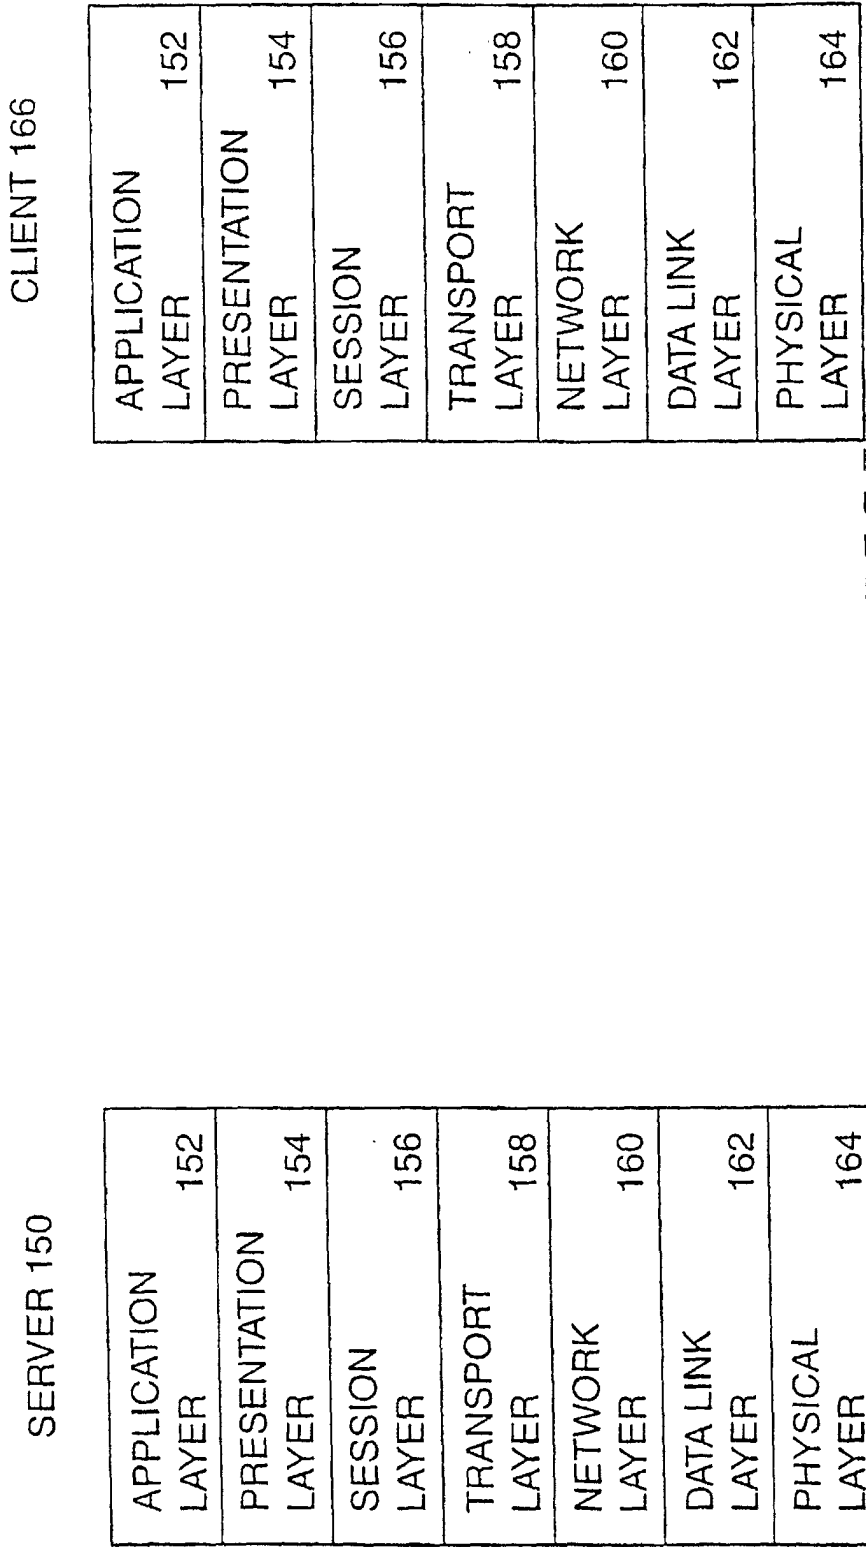 SERVER 150
APPLICATION
LAYER 152
PRESENTATION
LAYER 154
SESSION
LAYER 156
TRANSPORT
LAYER 158
NETWORK
LAYER 160
DATA LINK
LAYER 162
PHYSICAL
LAYER 164
CLIENT 166
APPLICATION
LAYER 152
PRESENTATION
LAYER 154
SESSION
LAYER 156
TRANSPORT
LAYER 158
NETWORK
LAYER 160
DATA LINK
LAYER 162
PHYSICAL
LAYER 164